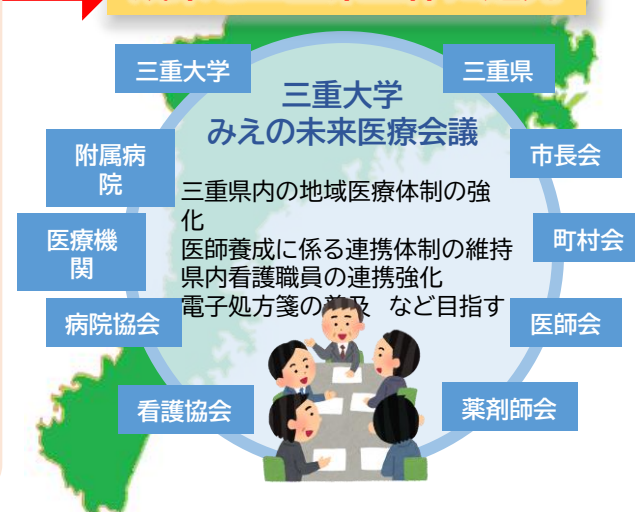 三重大学
三重県
三重大学
みえの未来医療会議
附属病
院
市長会
三重県内の地域医療体制の強
化
医師養成に係る連携体制の維持
県内看護職員の連携強化
電子処方箋の普及 など目指す
医療機
関
町村会
病院協会
医師会
看護協会
薬剤師会